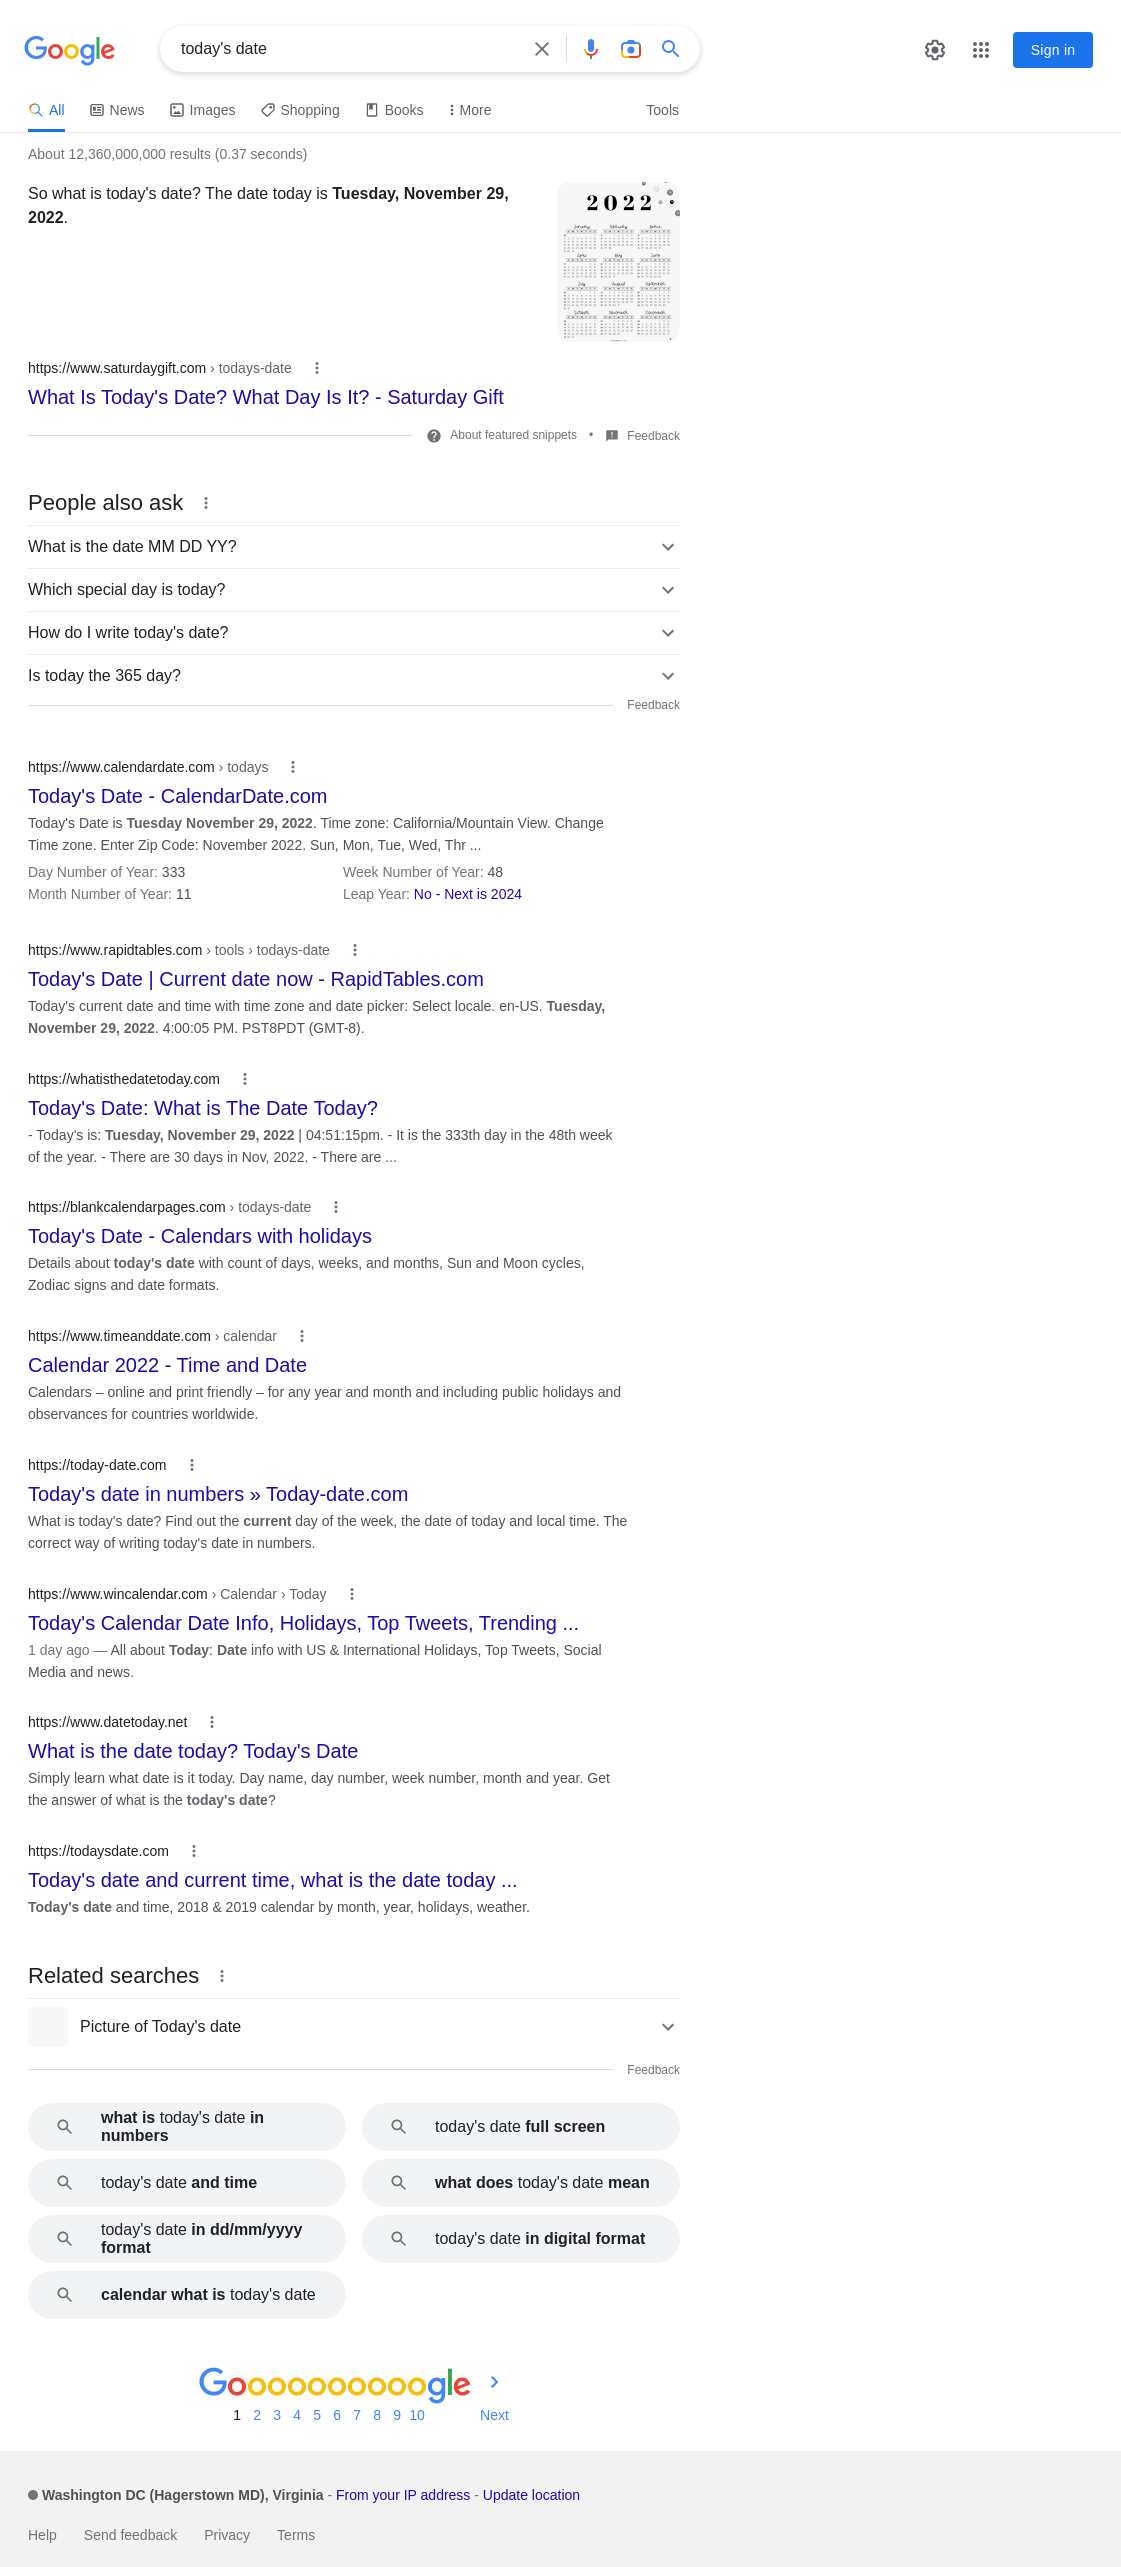 Google
today's date
Sign in
All News Images Shopping Books More Tools
About 12,360,000,000 results (0.37 seconds)
So what is today's date? The date today is Tuesday, November 29,
2022.
2022
https://www.saturdaygift.com › todays-date
What Is Today's Date? What Day Is It? - Saturday Gift
About featured snippets • Feedback
People also ask
What is the date MM DD YY?
Which special day is today?
How do I write today's date?
Is today the 365 day?
Feedback
https://www.calendardate.com › todays
Today's Date - CalendarDate.com
Today's Date is Tuesday November 29, 2022. Time zone: California/Mountain View. Change
Time zone. Enter Zip Code: November 2022. Sun, Mon, Tue, Wed, Thr ...
Day Number of Year: 333 Week Number of Year: 48
Month Number of Year: 11 Leap Year: No - Next is 2024
https://www.rapidtables.com › tools › todays-date
Today's Date | Current date now - RapidTables.com
Today's current date and time with time zone and date picker: Select locale. en-US. Tuesday,
November 29, 2022. 4:00:05 PM. PST8PDT (GMT-8).
https://whatisthedatetoday.com
Today's Date: What is The Date Today?
- Today's is: Tuesday, November 29, 2022 | 04:51:15pm. - It is the 333th day in the 48th week
of the year. - There are 30 days in Nov, 2022. - There are ...
https://blankcalendarpages.com › todays-date
Today's Date - Calendars with holidays
Details about today's date with count of days, weeks, and months, Sun and Moon cycles,
Zodiac signs and date formats.
https://www.timeanddate.com › calendar
Calendar 2022 - Time and Date
Calendars – online and print friendly – for any year and month and including public holidays and
observances for countries worldwide.
https://today-date.com
Today's date in numbers » Today-date.com
What is today's date? Find out the current day of the week, the date of today and local time. The
correct way of writing today's date in numbers.
https://www.wincalendar.com › Calendar › Today
Today's Calendar Date Info, Holidays, Top Tweets, Trending ...
1 day ago — All about Today: Date info with US & International Holidays, Top Tweets, Social
Media and news.
https://www.datetoday.net
What is the date today? Today's Date
Simply learn what date is it today. Day name, day number, week number, month and year. Get
the answer of what is the today's date?
https://todaysdate.com
Today's date and current time, what is the date today ...
Today's date and time, 2018 & 2019 calendar by month, year, holidays, weather.
Related searches
Picture of Today's date
Feedback
what is today's date in
numbers
today's date full screen
today's date and time
what does today's date mean
today's date in dd/mm/yyyy
format
today's date in digital format
calendar what is today's date
Goooooooooogle
1 2 3 4 5 6 7 8 9 10 Next
Washington DC (Hagerstown MD), Virginia - From your IP address - Update location
Help Send feedback Privacy Terms